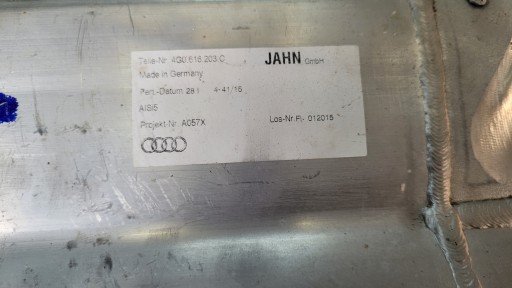 Teile-Nr. 4G0 616 203 C
JAHN GmbH
Made in Germany
Fert.-Datum 28 I 4-41/15
AlSi5
Projekt-Nr. A057X
Los-Nr.F.- 012015